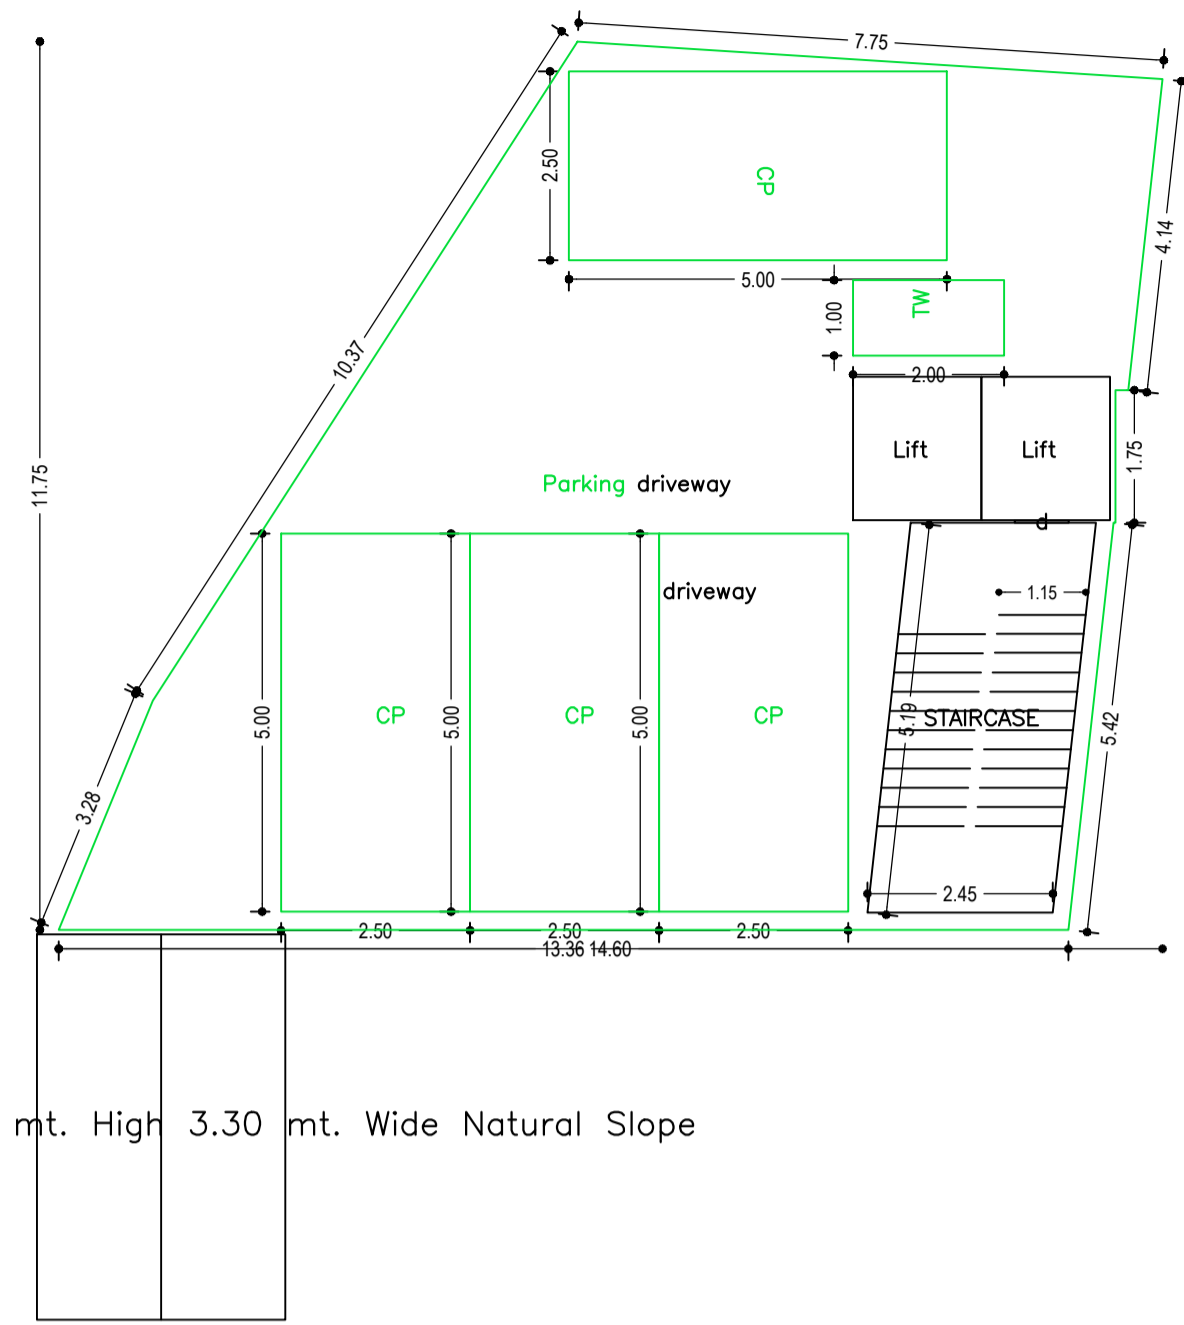 7.75
2.50
CP
4.14
5.00
TW
1.00
2.00
10.37
Lift
Lift
1.75
11.75
Parking driveway
d
driveway
1.15
5.00
CP
5.00
CP
5.00
CP
5.19
STAIRCASE
5.42
3.28
2.45
2.50
2.50
2.50
13.36 14.60
mt. High 3.30 mt. Wide Natural Slope